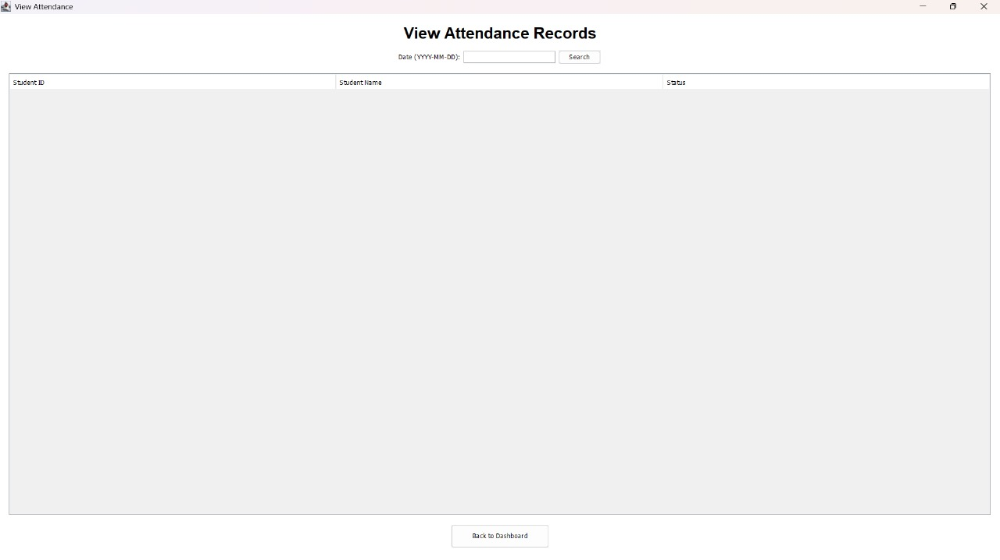 View Attendance
View Attendance Records
Date (YYYY-MM-DD): Search
Student ID Student Name Status
Back to Dashboard